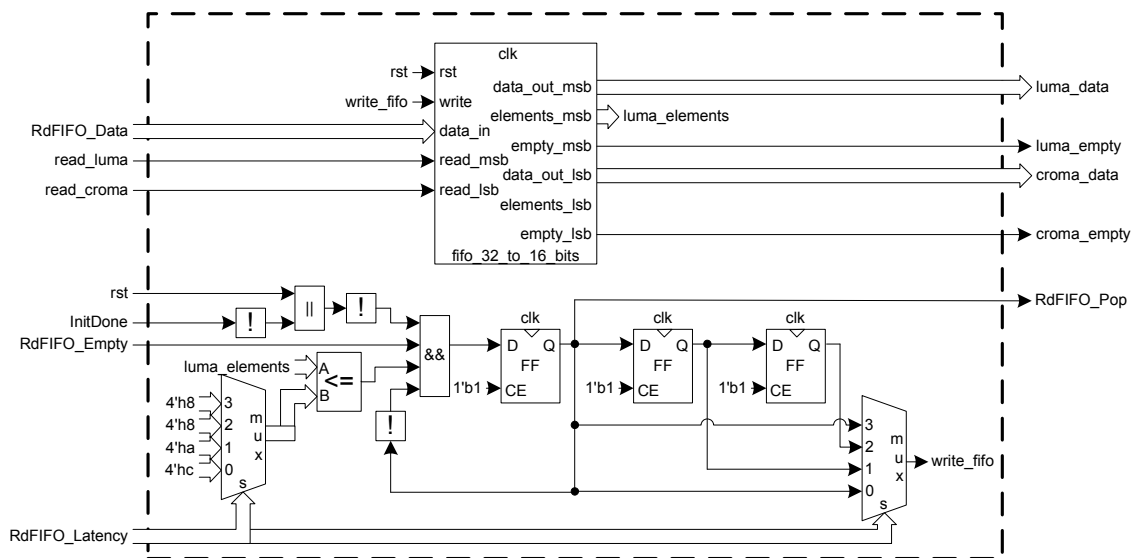 clk
rst
rst
data_out_msb
luma_data
write_fifo
write
elements_msb
luma_elements
RdFIFO_Data
data_in
empty_msb
luma_empty
read_luma
read_msb
data_out_lsb
croma_data
read_croma
read_lsb
elements_lsb
empty_lsb
croma_empty
fifo_32_to_16_bits
rst
||
!
RdFIFO_Pop
InitDone
!
clk
clk
clk
RdFIFO_Empty
&&
D Q
D Q
D Q
FF
FF
FF
luma_elements
A
<=
B
1'b1
CE
1'b1
CE
1'b1
CE
4'h8
3
4'h8
2
m
4'ha
1
u
4'hc
0
x
s
!
3
2
m
1
u
0
x
s
write_fifo
RdFIFO_Latency